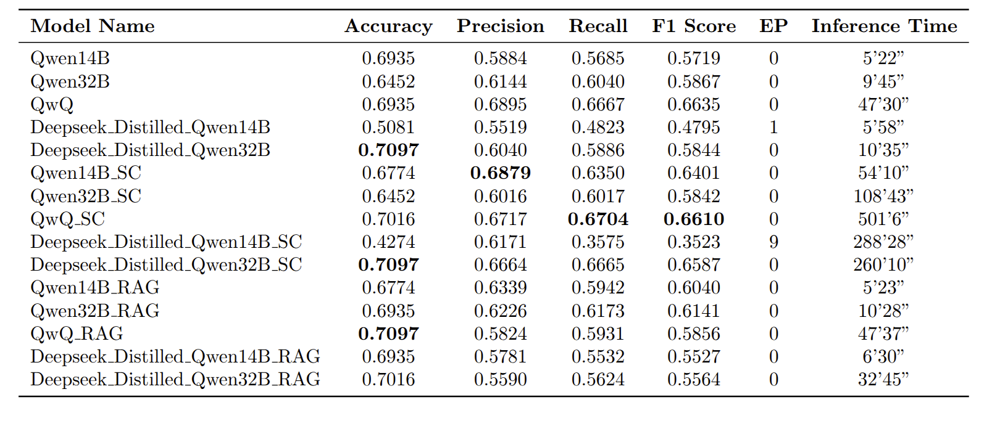 Model Name Accuracy Precision Recall F1 Score EP Inference Time
Qwen14B 0.6935 0.5884 0.5685 0.5719 0 5’22”
Qwen32B 0.6452 0.6144 0.6040 0.5867 0 9’45”
QwQ 0.6935 0.6895 0.6667 0.6635 0 47’30”
Deepseek_Distilled_Qwen14B 0.5081 0.5519 0.4823 0.4795 1 5’58”
Deepseek_Distilled_Qwen32B 0.7097 0.6040 0.5886 0.5844 0 10’35”
Qwen14B_SC 0.6774 0.6879 0.6350 0.6401 0 54’10”
Qwen32B_SC 0.6452 0.6016 0.6017 0.5842 0 108’43”
QwQ_SC 0.7016 0.6717 0.6704 0.6610 0 501’6”
Deepseek_Distilled_Qwen14B_SC 0.4274 0.6171 0.3575 0.3523 9 288’28”
Deepseek_Distilled_Qwen32B_SC 0.7097 0.6664 0.6665 0.6587 0 260’10”
Qwen14B_RAG 0.6774 0.6339 0.5942 0.6040 0 5’23”
Qwen32B_RAG 0.6935 0.6226 0.6173 0.6141 0 10’28”
QwQ_RAG 0.7097 0.5824 0.5931 0.5856 0 47’37”
Deepseek_Distilled_Qwen14B_RAG 0.6935 0.5781 0.5532 0.5527 0 6’30”
Deepseek_Distilled_Qwen32B_RAG 0.7016 0.5590 0.5624 0.5564 0 32’45”